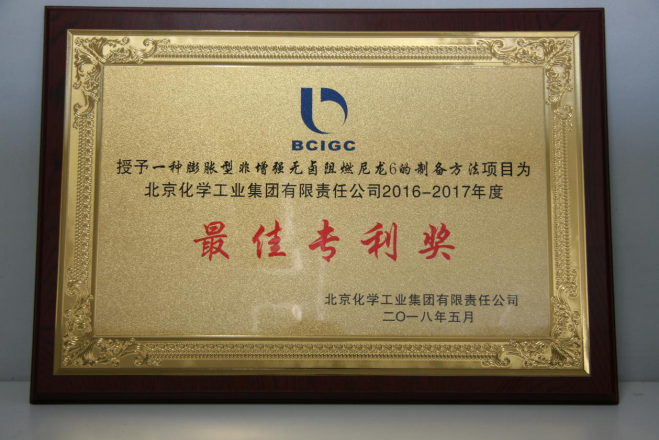 BCIGC
授予一种膨胀型非增强无卤阻燃尼龙6的制备方法项目为
北京化学工业集团有限责任公司2016-2017年度
最佳专利奖
北京化学工业集团有限责任公司
二〇一八年五月